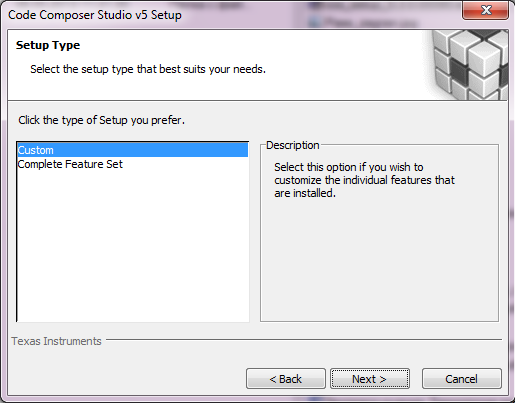 Code Composer Studio v5 Setup
Setup Type
Select the setup type that best suits your needs.
Click the type of Setup you prefer.
Custom
Complete Feature Set
Description
Select this option if you wish to
customize the individual features that
are installed.
Texas Instruments
< Back
Next >
Cancel